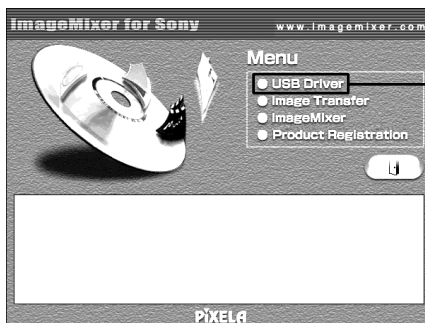 ImageMixer for Sony
www.imagemixer.com
Menu
USB Driver
Image Transfer
ImageMixer
Product Registration
PIXELA